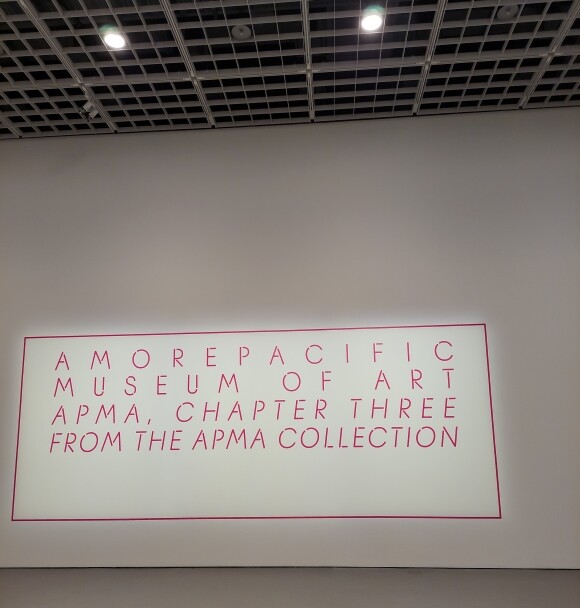 AMOREPACIFIC
MUSEUM OF ART
APMA, CHAPTER THREE
FROM THE APMA COLLECTION